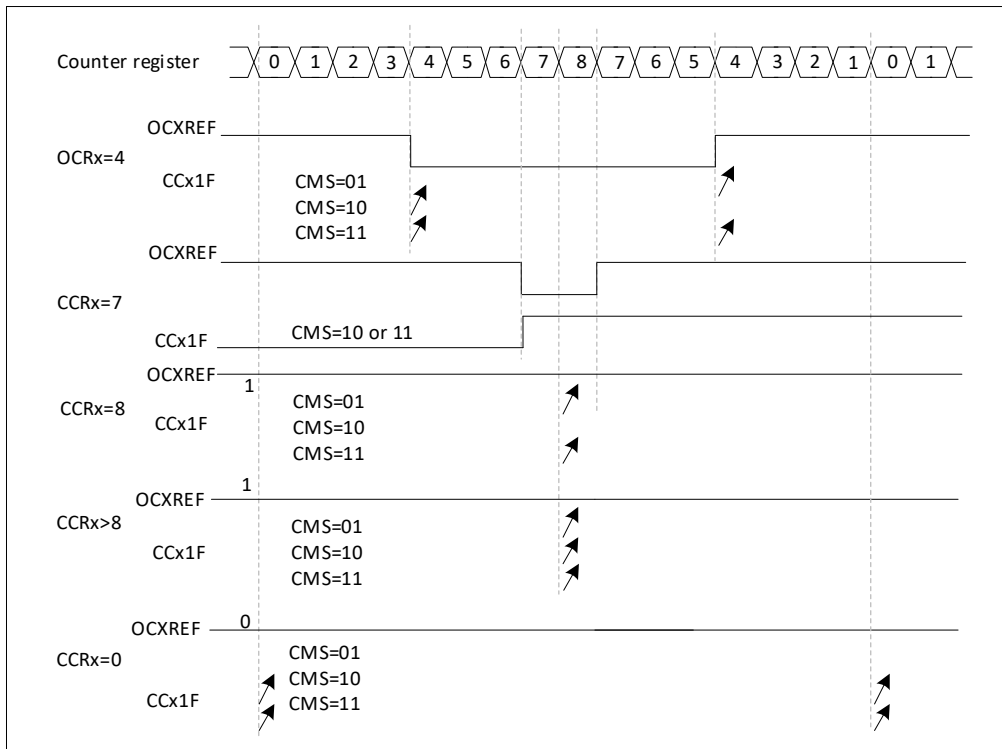 Counter register 0 1 2 3 4 5 6 7 8 7 6 5 4 3 2 1 0 1
OCXREF
OCRx=4
CCx1F
CMS=01
CMS=10
CMS=11
OCXREF
CCRx=7
CCx1F
CMS=10 or 11
OCXREF
1
CCRx=8
CCx1F
CMS=01
CMS=10
CMS=11
1
OCXREF
CCRx>8
CCx1F
CMS=01
CMS=10
CMS=11
0
OCXREF
CCRx=0
CCx1F
CMS=01
CMS=10
CMS=11